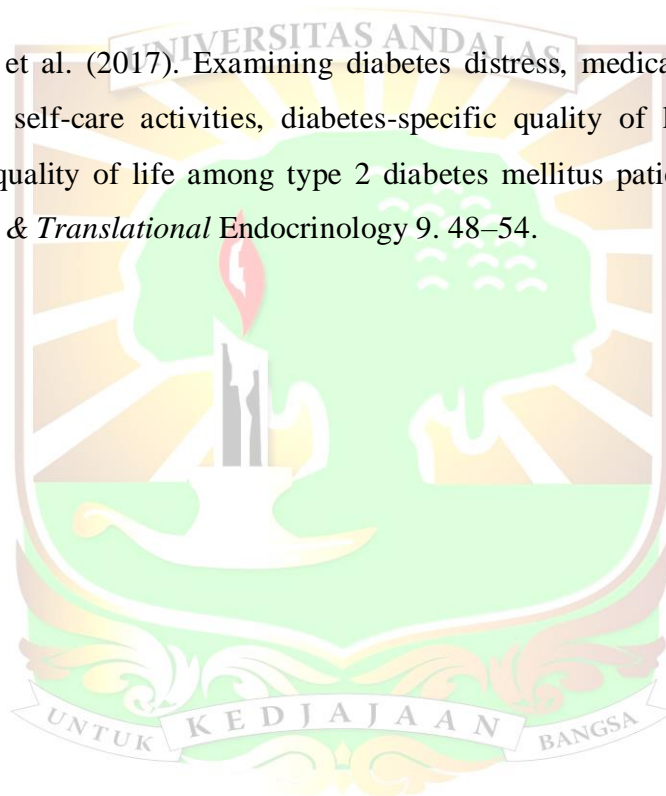 UNIVERSITAS ANDALAS
et al. (2017). Examining diabetes distress, medica
self-care activities, diabetes-specific quality of
quality of life among type 2 diabetes mellitus pati
& Translational Endocrinology 9. 48–54.
UNTUK KEDJAJAAN BANGSA